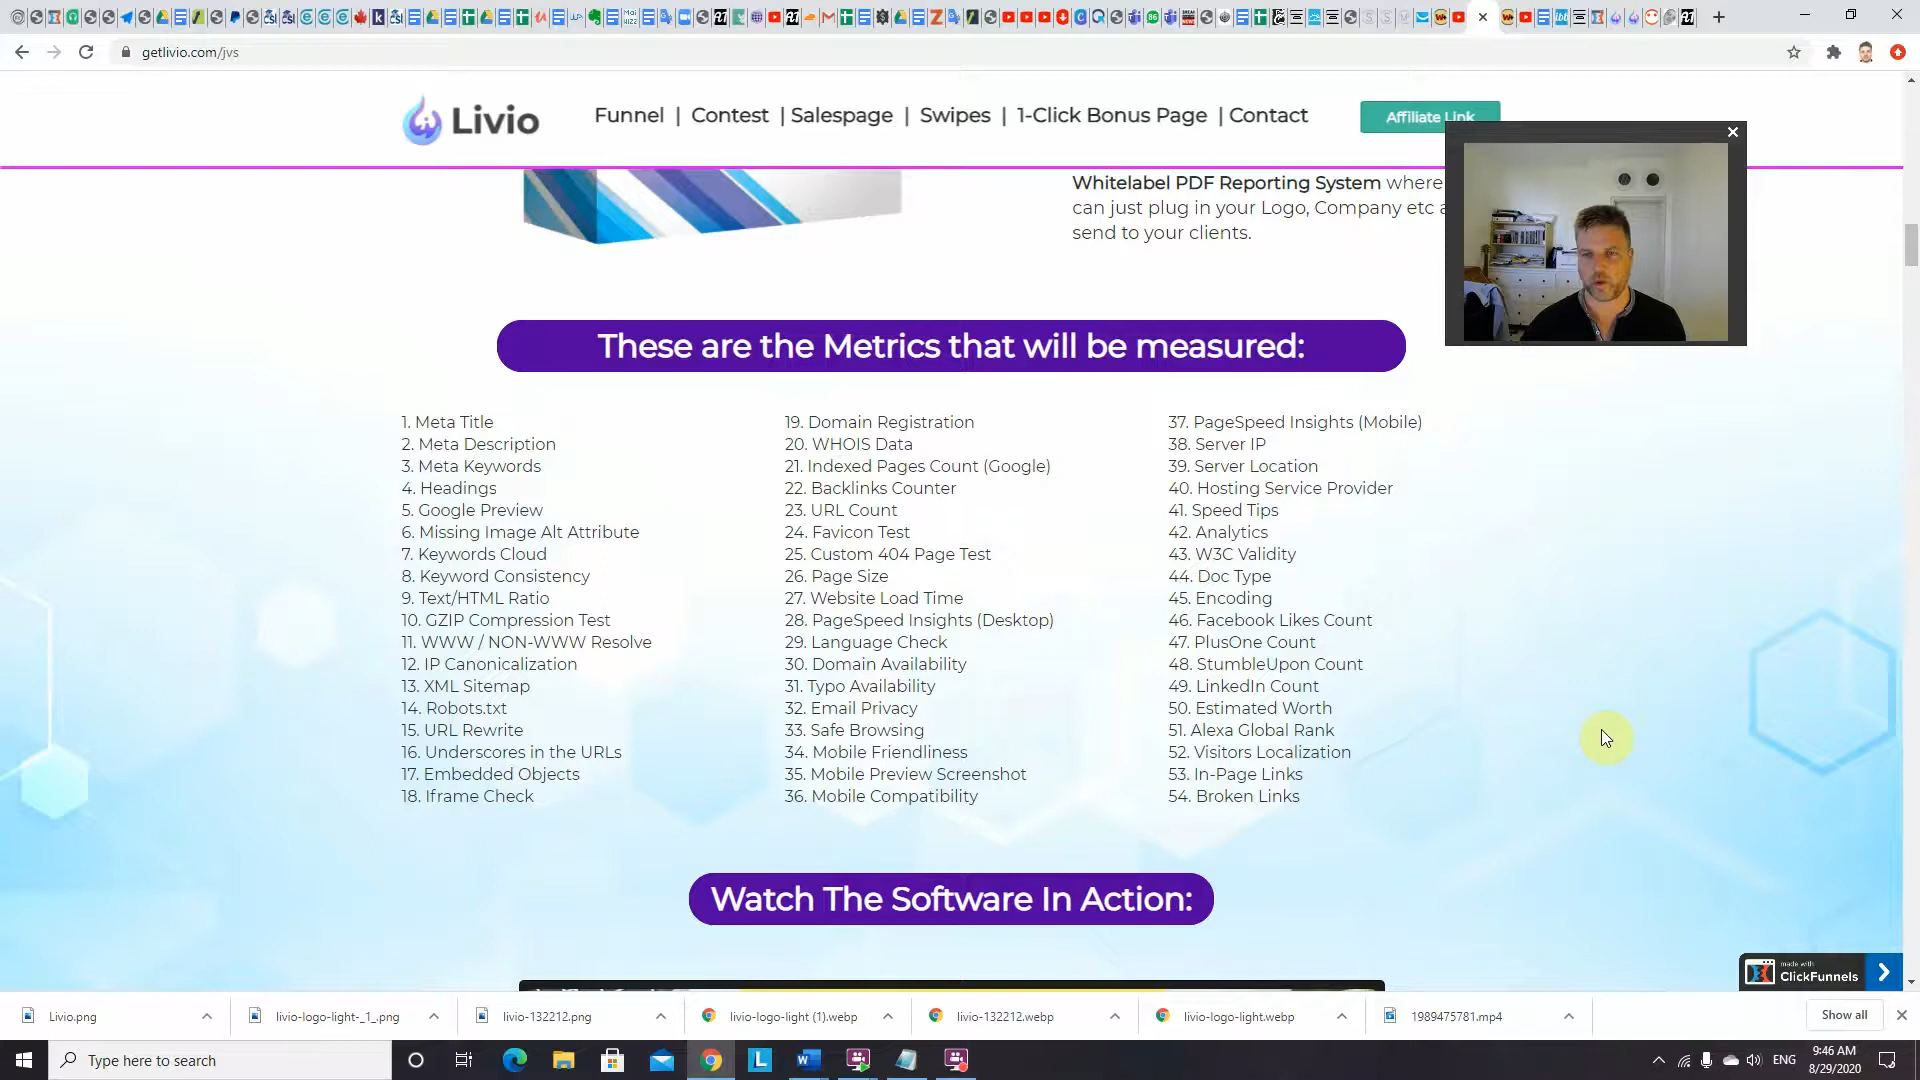 getlivio.com/jvs
Livio
Funnel | Contest | Salespage | Swipes | 1-Click Bonus Page | Contact
Affiliate Link
Whitelabel PDF Reporting System where
can just plug in your Logo, Company etc
send to your clients.
These are the Metrics that will be measured:
1. Meta Title
2. Meta Description
3. Meta Keywords
4. Headings
5. Google Preview
6. Missing Image Alt Attribute
7. Keywords Cloud
8. Keyword Consistency
9. Text/HTML Ratio
10. GZIP Compression Test
11. WWW / NON-WWW Resolve
12. IP Canonicalization
13. XML Sitemap
14. Robots.txt
15. URL Rewrite
16. Underscores in the URLs
17. Embedded Objects
18. Iframe Check
19. Domain Registration
20. WHOIS Data
21. Indexed Pages Count (Google)
22. Backlinks Counter
23. URL Count
24. Favicon Test
25. Custom 404 Page Test
26. Page Size
27. Website Load Time
28. PageSpeed Insights (Desktop)
29. Language Check
30. Domain Availability
31. Typo Availability
32. Email Privacy
33. Safe Browsing
34. Mobile Friendliness
35. Mobile Preview Screenshot
36. Mobile Compatibility
37. PageSpeed Insights (Mobile)
38. Server IP
39. Server Location
40. Hosting Service Provider
41. Speed Tips
42. Analytics
43. W3C Validity
44. Doc Type
45. Encoding
46. Facebook Likes Count
47. PlusOne Count
48. StumbleUpon Count
49. LinkedIn Count
50. Estimated Worth
51. Alexa Global Rank
52. Visitors Localization
53. In-Page Links
54. Broken Links
Watch The Software In Action:
made with
ClickFunnels
Livio.png
livio-logo-light-_1_.png
livio-132212.png
livio-logo-light (1).webp
livio-132212.webp
livio-logo-light.webp
1989475781.mp4
Show all
Type here to search
ENG
9:46 AM
8/29/2020